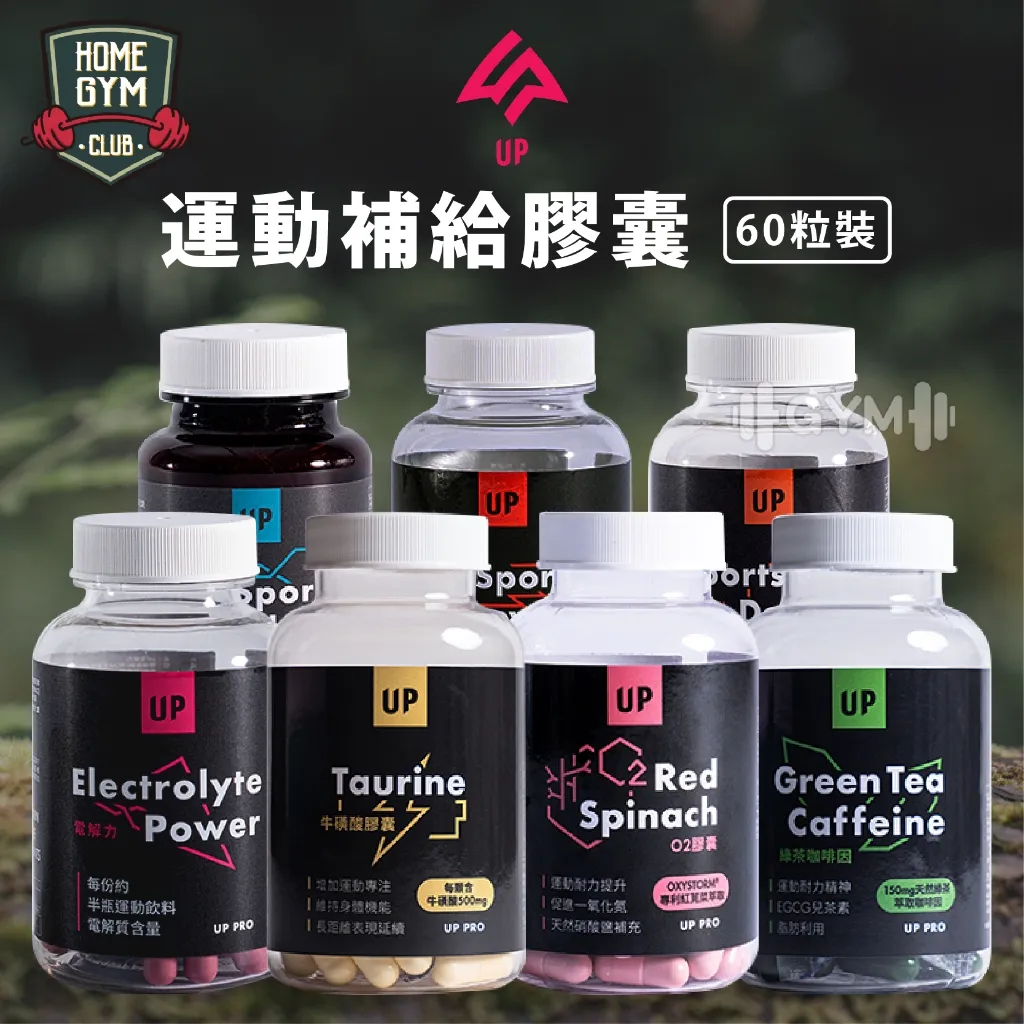 HOME
GYM
·CLUB·
UP
運動補給膠囊
60粒裝
GYM
UP
UP
UP
UP
UP
UP
UP
Electrolyte
電解力
Power
每份約
半瓶運動飲料
電解質含量
Taurine
牛磺酸膠囊
增加運動專注
維持身體機能
長距離表現延續
每顆含
牛磺酸500mg
UP PRO
O2
Red
Spinach
O2膠囊
運動耐力提升
促進一氧化氮
天然硝酸鹽補充
OXYSTORM®
專利紅莧菜萃取
UP PRO
Green Tea
Caffeine
綠茶咖啡因
運動耐力精神
EGCG兒茶素
脂肪利用
150mg天然綠茶
萃取咖啡因
UP PRO